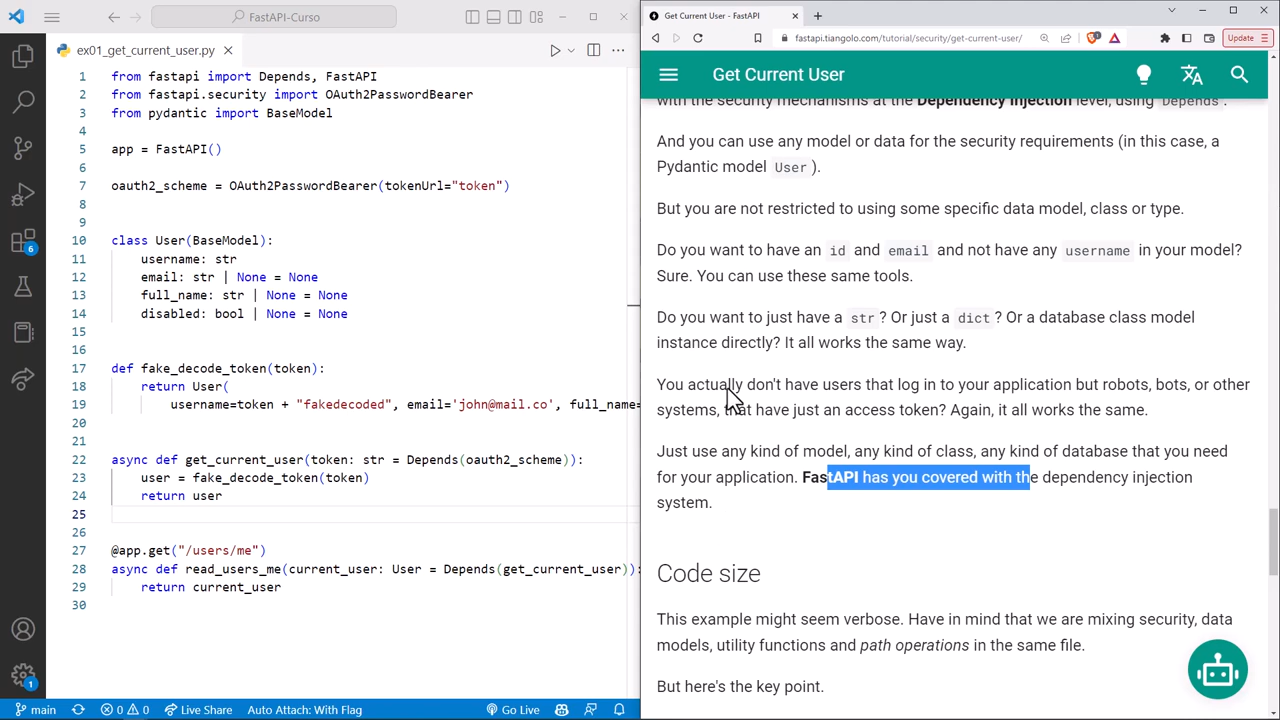 FastAPI-Curso
ex01_get_current_user.py
1 from fastapi import Depends, FastAPI
2 from fastapi.security import OAuth2PasswordBearer
3 from pydantic import BaseModel
4
5 app = FastAPI()
6
7 oauth2_scheme = OAuth2PasswordBearer(tokenUrl="token")
8
9
10 class User(BaseModel):
11 username: str
12 email: str | None = None
13 full_name: str | None = None
14 disabled: bool | None = None
15
16
17 def fake_decode_token(token):
18 return User(
19 username=token + "fakedecoded", email='john@mail.co', full_name=
20
21
22 async def get_current_user(token: str = Depends(oauth2_scheme)):
23 user = fake_decode_token(token)
24 return user
25
26
27 @app.get("/users/me")
28 async def read_users_me(current_user: User = Depends(get_current_user)):
29 return current_user
30
6
1
main
0 0
Live Share
Auto Attach: With Flag
Go Live
Get Current User - FastAPI
fastapi.tiangolo.com/tutorial/security/get-current-user/
Update
Get Current User
with the security mechanisms at the Dependency Injection level, using Depends.
And you can use any model or data for the security requirements (in this case, a
Pydantic model User).
But you are not restricted to using some specific data model, class or type.
Do you want to have an id and email and not have any username in your model?
Sure. You can use these same tools.
Do you want to just have a str? Or just a dict? Or a database class model
instance directly? It all works the same way.
You actually don't have users that log in to your application but robots, bots, or other
systems, that have just an access token? Again, it all works the same.
Just use any kind of model, any kind of class, any kind of database that you need
for your application. FastAPI has you covered with the dependency injection
system.
Code size
This example might seem verbose. Have in mind that we are mixing security, data
models, utility functions and path operations in the same file.
But here's the key point.